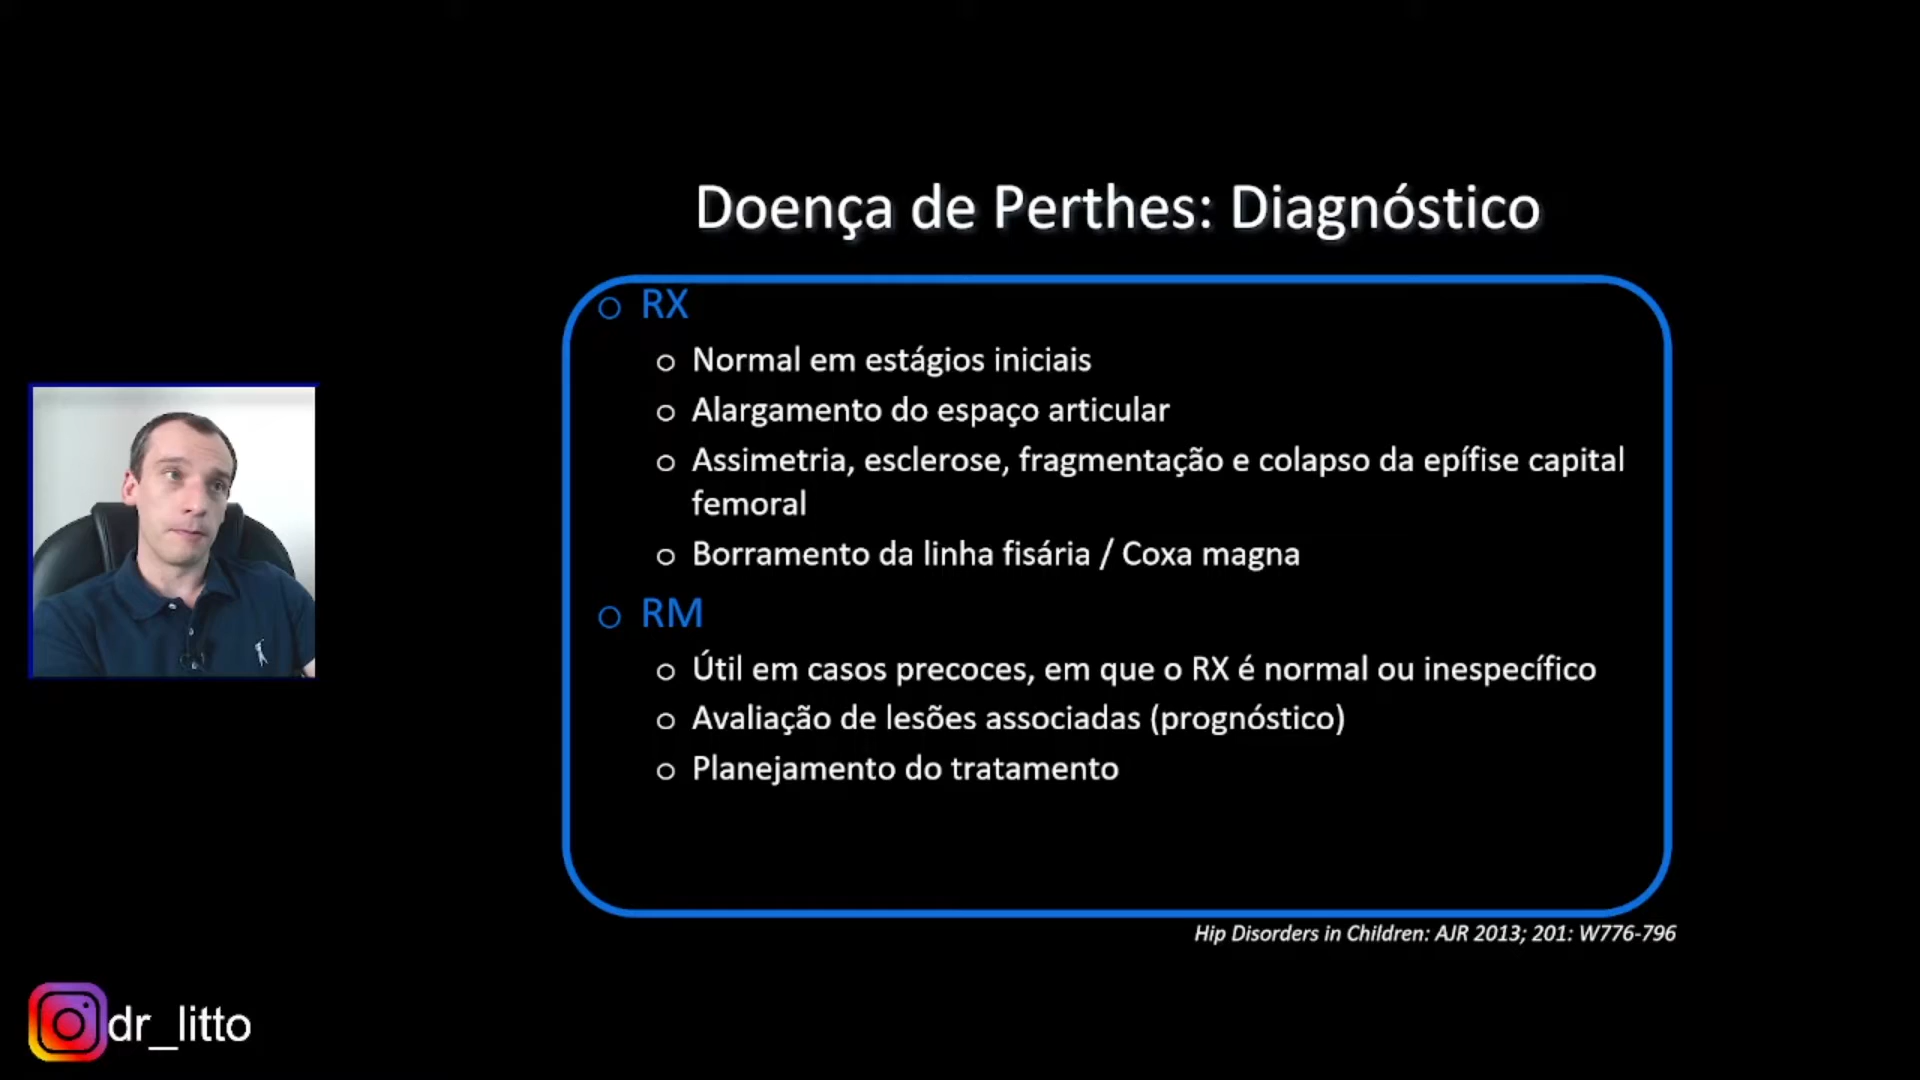 Doença de Perthes: Diagnóstico
RX
Normal em estágios iniciais
Alargamento do espaço articular
Assimetria, esclerose, fragmentação e colapso da epífise capital
femoral
Borramento da linha fisária / Coxa magna
RM
Útil em casos precoces, em que o RX é normal ou inespecífico
Avaliação de lesões associadas (prognóstico)
Planejamento do tratamento
Hip Disorders in Children: AJR 2013; 201: W776-796
dr_litto